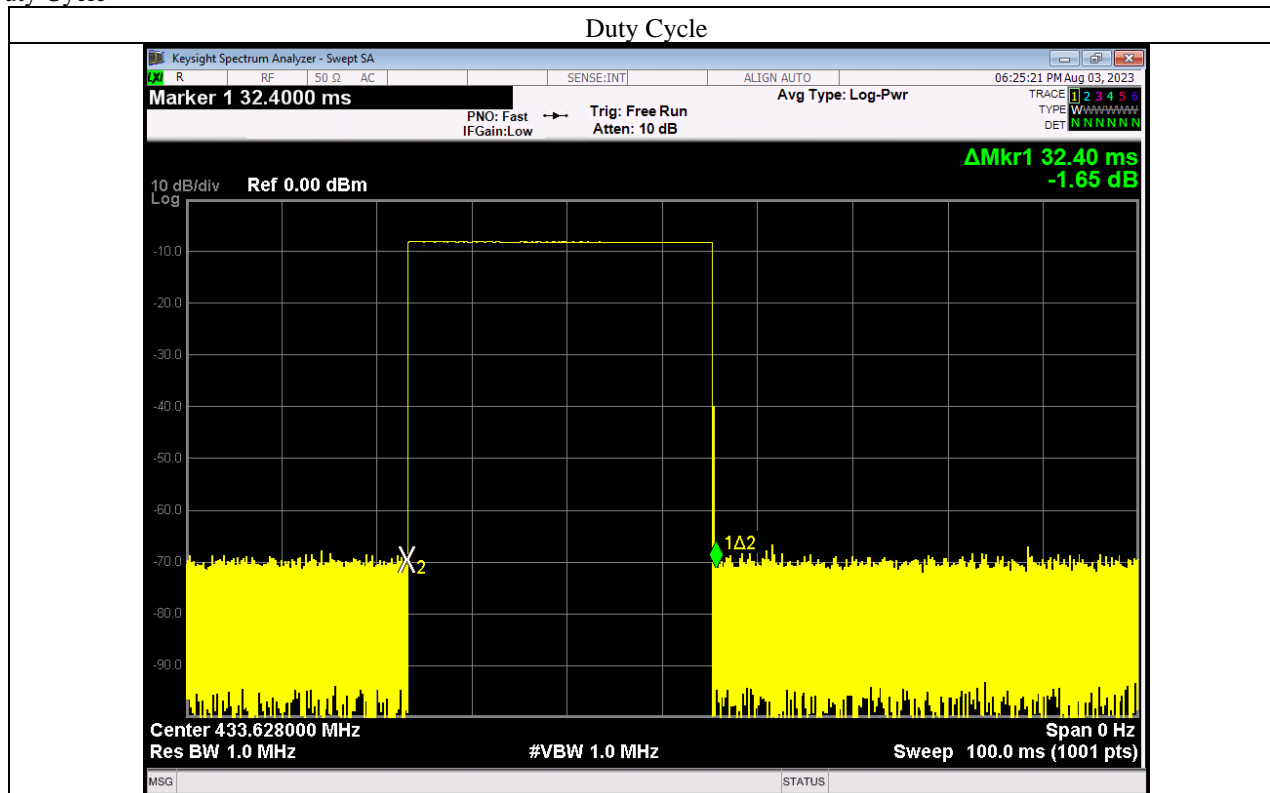 uty Cycle
Duty Cycle
Keysight Spectrum Analyzer - Swept SA
LXI R RF 50 Ω AC SENSE:INT ALIGN AUTO 06:25:21 PM Aug 03, 2023
Marker 1 32.4000 ms Avg Type: Log-Pwr TRACE 1 2 3 4 5 6
PNO: Fast Trig: Free Run TYPE WWWWWW
IFGain:Low Atten: 10 dB DET N N N N N N
ΔMkr1 32.40 ms
10 dB/div Ref 0.00 dBm -1.65 dB
Log
-10.0
-20.0
-30.0
-40.0
-50.0
-60.0
1Δ2
-70.0
2
-80.0
-90.0
Center 433.628000 MHz Span 0 Hz
Res BW 1.0 MHz #VBW 1.0 MHz Sweep 100.0 ms (1001 pts)
MSG STATUS